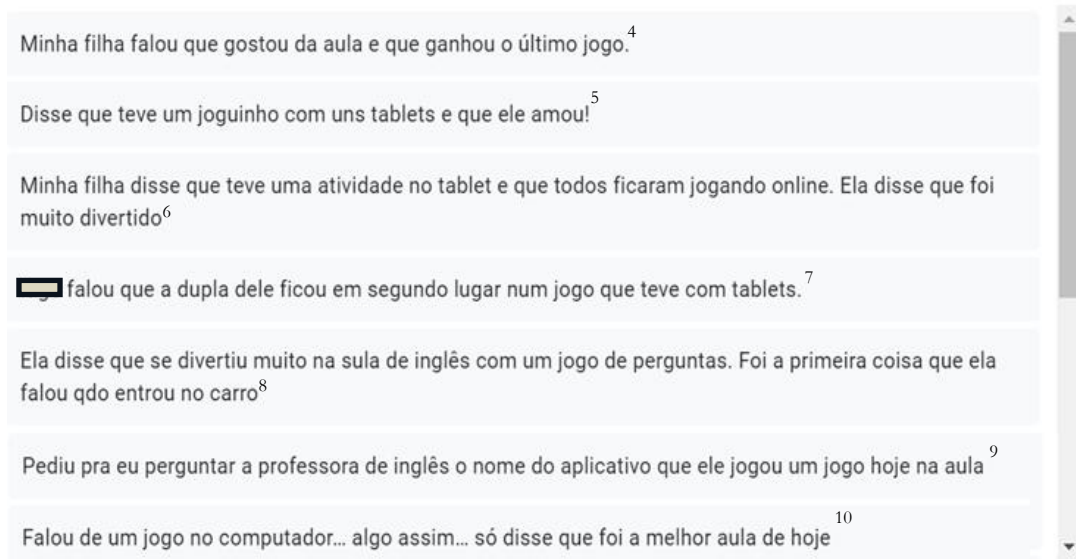 Minha filha falou que gostou da aula e que ganhou o último jogo.4
Disse que teve um joguinho com uns tablets e que ele amou!5
Minha filha disse que teve uma atividade no tablet e que todos ficaram jogando online. Ela disse que foi
muito divertido6
falou que a dupla dele ficou em segundo lugar num jogo que teve com tablets.7
Ela disse que se divertiu muito na sula de inglês com um jogo de perguntas. Foi a primeira coisa que ela
falou qdo entrou no carro8
Pediu pra eu perguntar a professora de inglês o nome do aplicativo que ele jogou um jogo hoje na aula 9
Falou de um jogo no computador... algo assim... só disse que foi a melhor aula de hoje 10